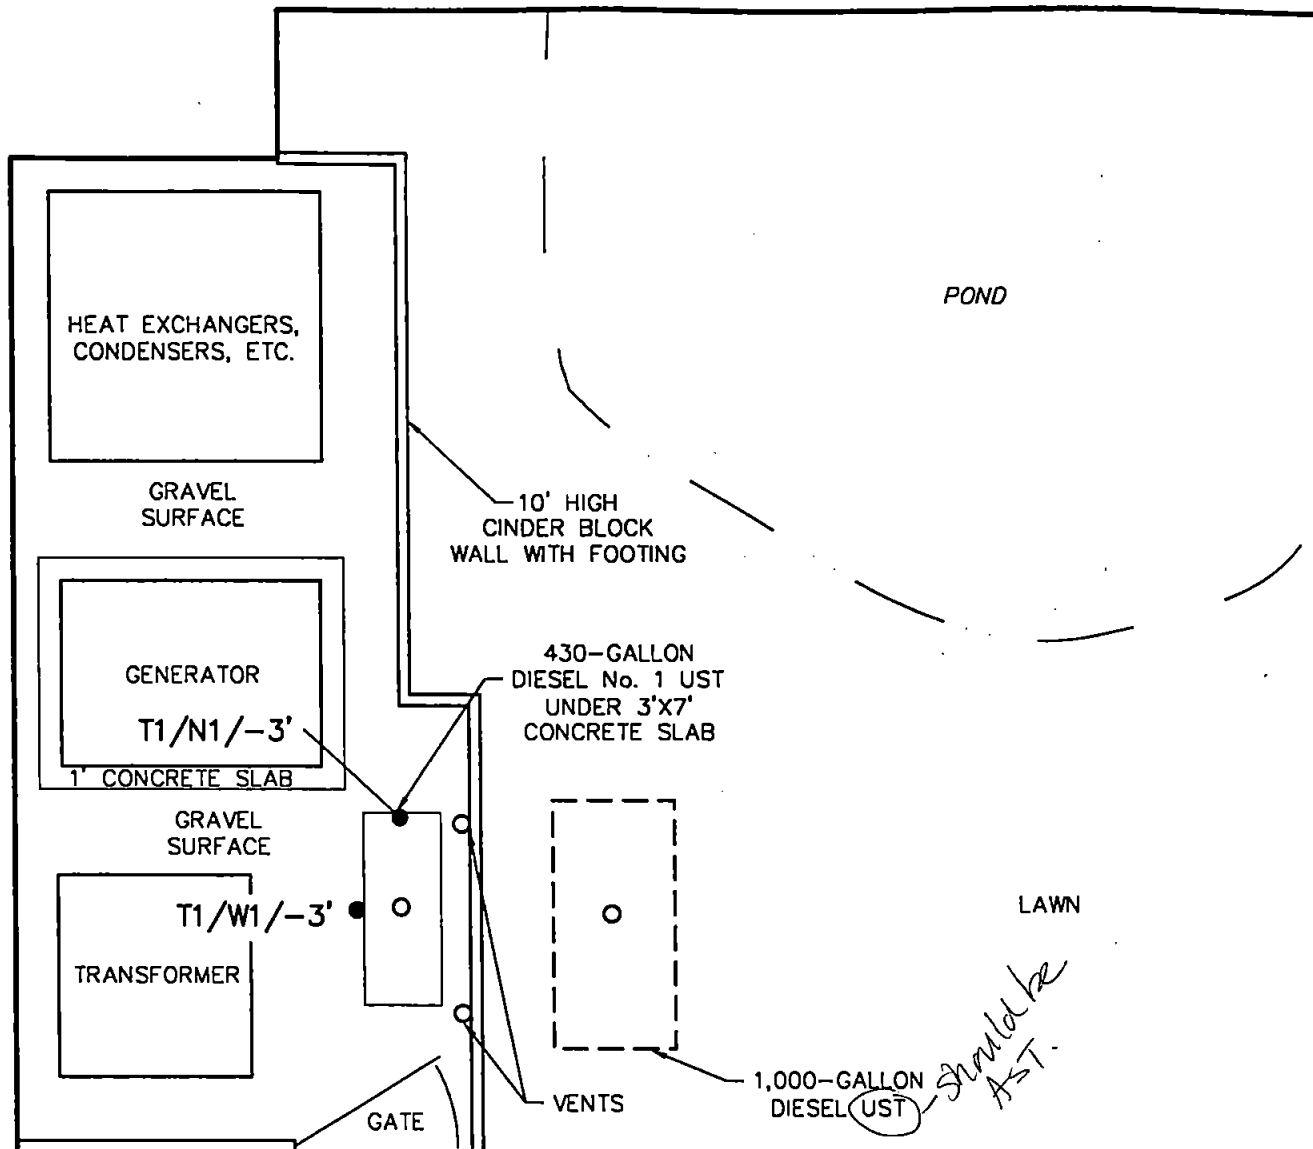 POND
HEAT EXCHANGERS,
CONDENSERS, ETC.
GRAVEL
SURFACE
10' HIGH
CINDER BLOCK
WALL WITH FOOTING
430-GALLON
DIESEL No. 1 UST
UNDER 3'X7'
CONCRETE SLAB
GENERATOR
T1/N1/-3'
1' CONCRETE SLAB
GRAVEL
SURFACE
T1/W1/-3'
LAWN
TRANSFORMER
VENTS
GATE
1,000-GALLON
DIESEL UST
should be
AST.